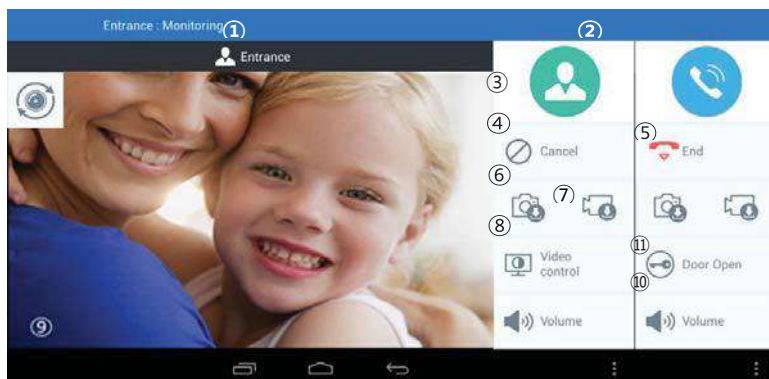 Entrance : Monitoring
① ②
Entrance
③
④
Cancel
⑤
End
⑥
⑦
⑧
Video
control
⑪
Door Open
⑩
⑨
Volume
Volume